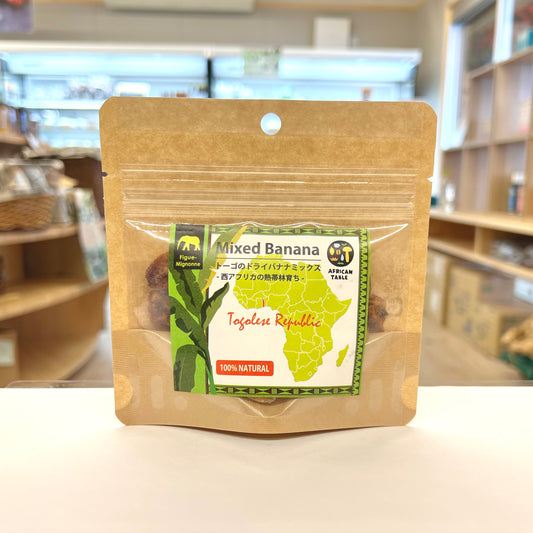 Figue-
Mignonne
Mixed Banana
トーゴのドライバナナミックス
- 西アフリカの熱帯林育ち -
AFRICAN
TABLE
Togolese Republic
100% NATURAL